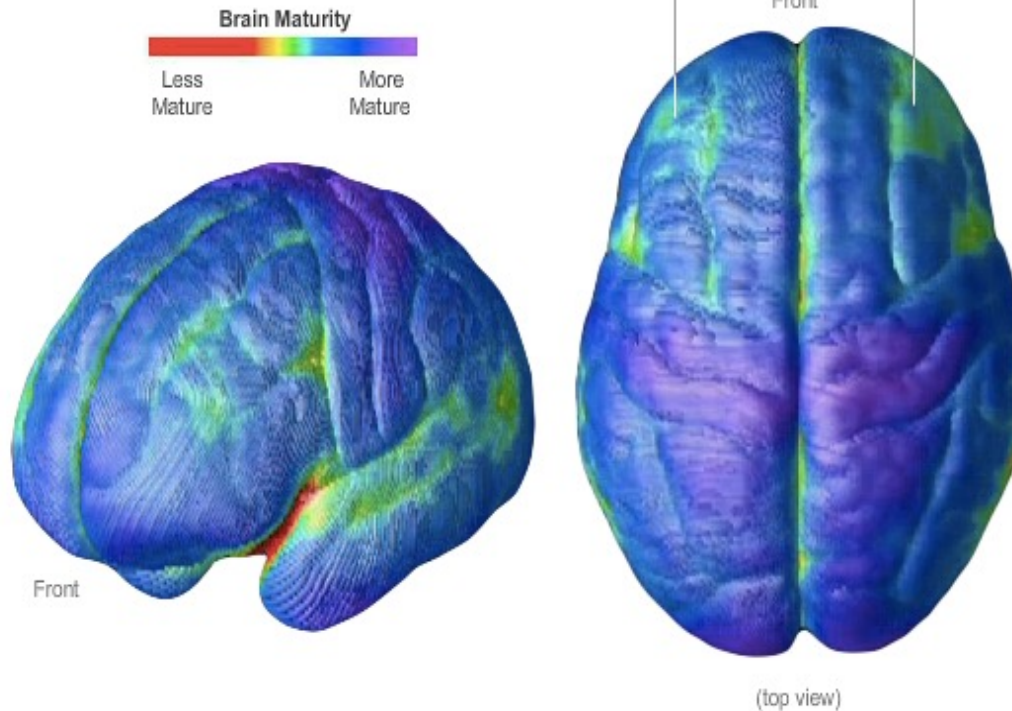 Brain Maturity
Less
Mature
More
Mature
Front
Front
(top view)